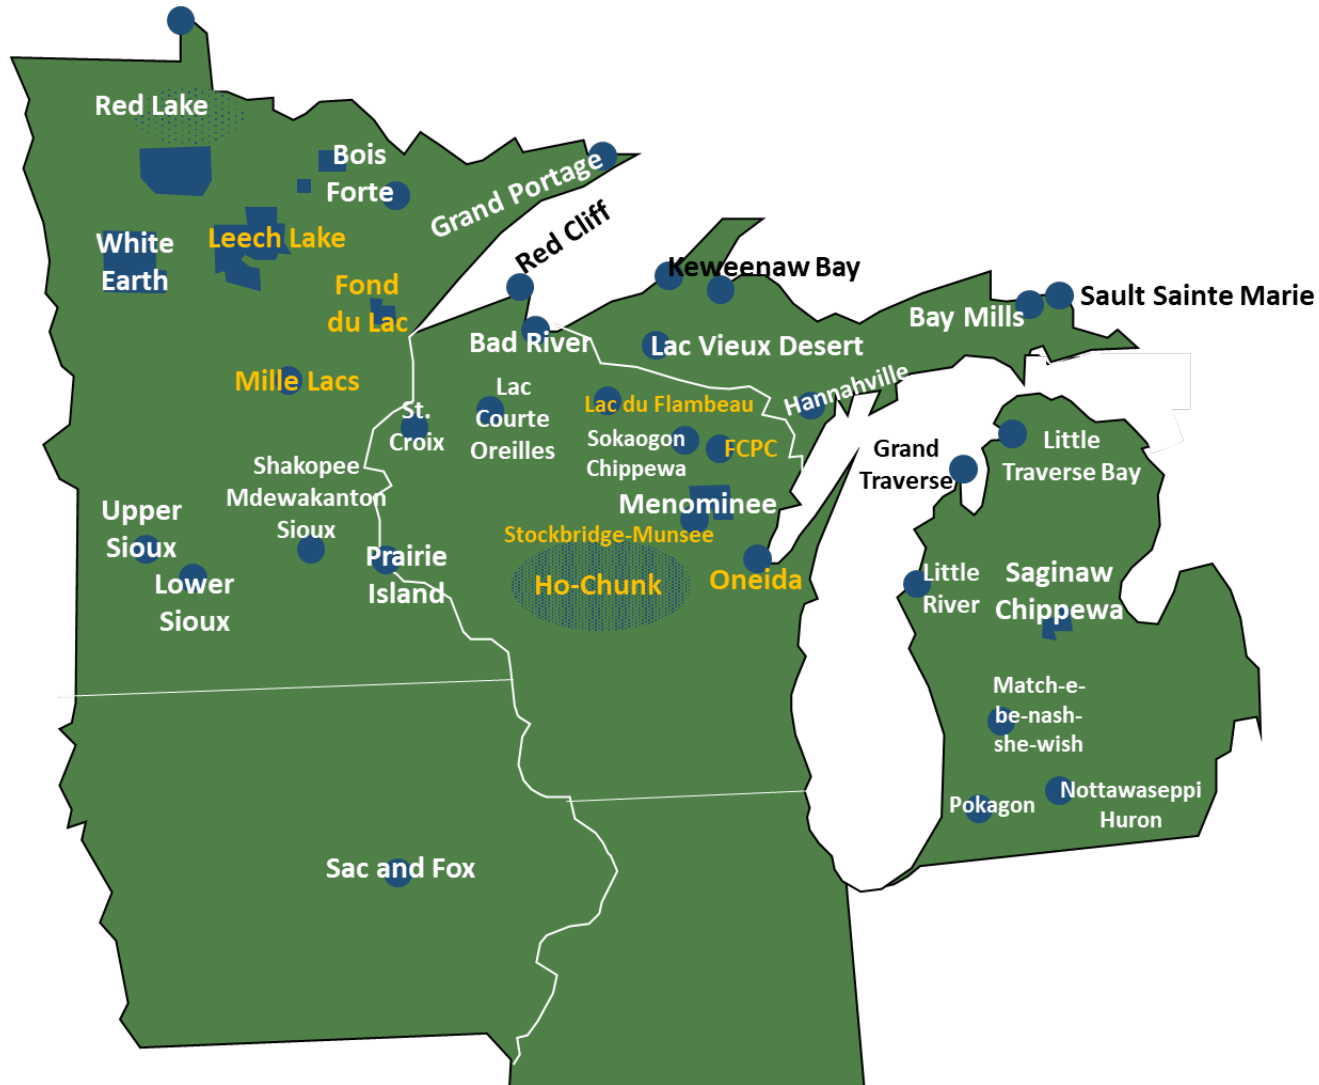 Red Lake
Bois
Forte
Grand Portage
White
Earth
Leech Lake
Fond
du Lac
Mille Lacs
Shakopee
Mdewakanton
Sioux
Upper
Sioux
Lower
Sioux
Prairie
Island
Red Cliff
Bad River
St.
Croix
Lac
Courte
Oreilles
Lac du Flambeau
Sokaogon
Chippewa
FCPC
Menominee
Stockbridge-Munsee
Ho-Chunk
Oneida
Keweenaw Bay
Lac Vieux Desert
Hannahville
Bay Mills
Sault Sainte Marie
Grand
Traverse
Little
Traverse Bay
Little
River
Saginaw
Chippewa
Match-e-
be-nash-
she-wish
Pokagon
Nottawaseppi
Huron
Sac and Fox